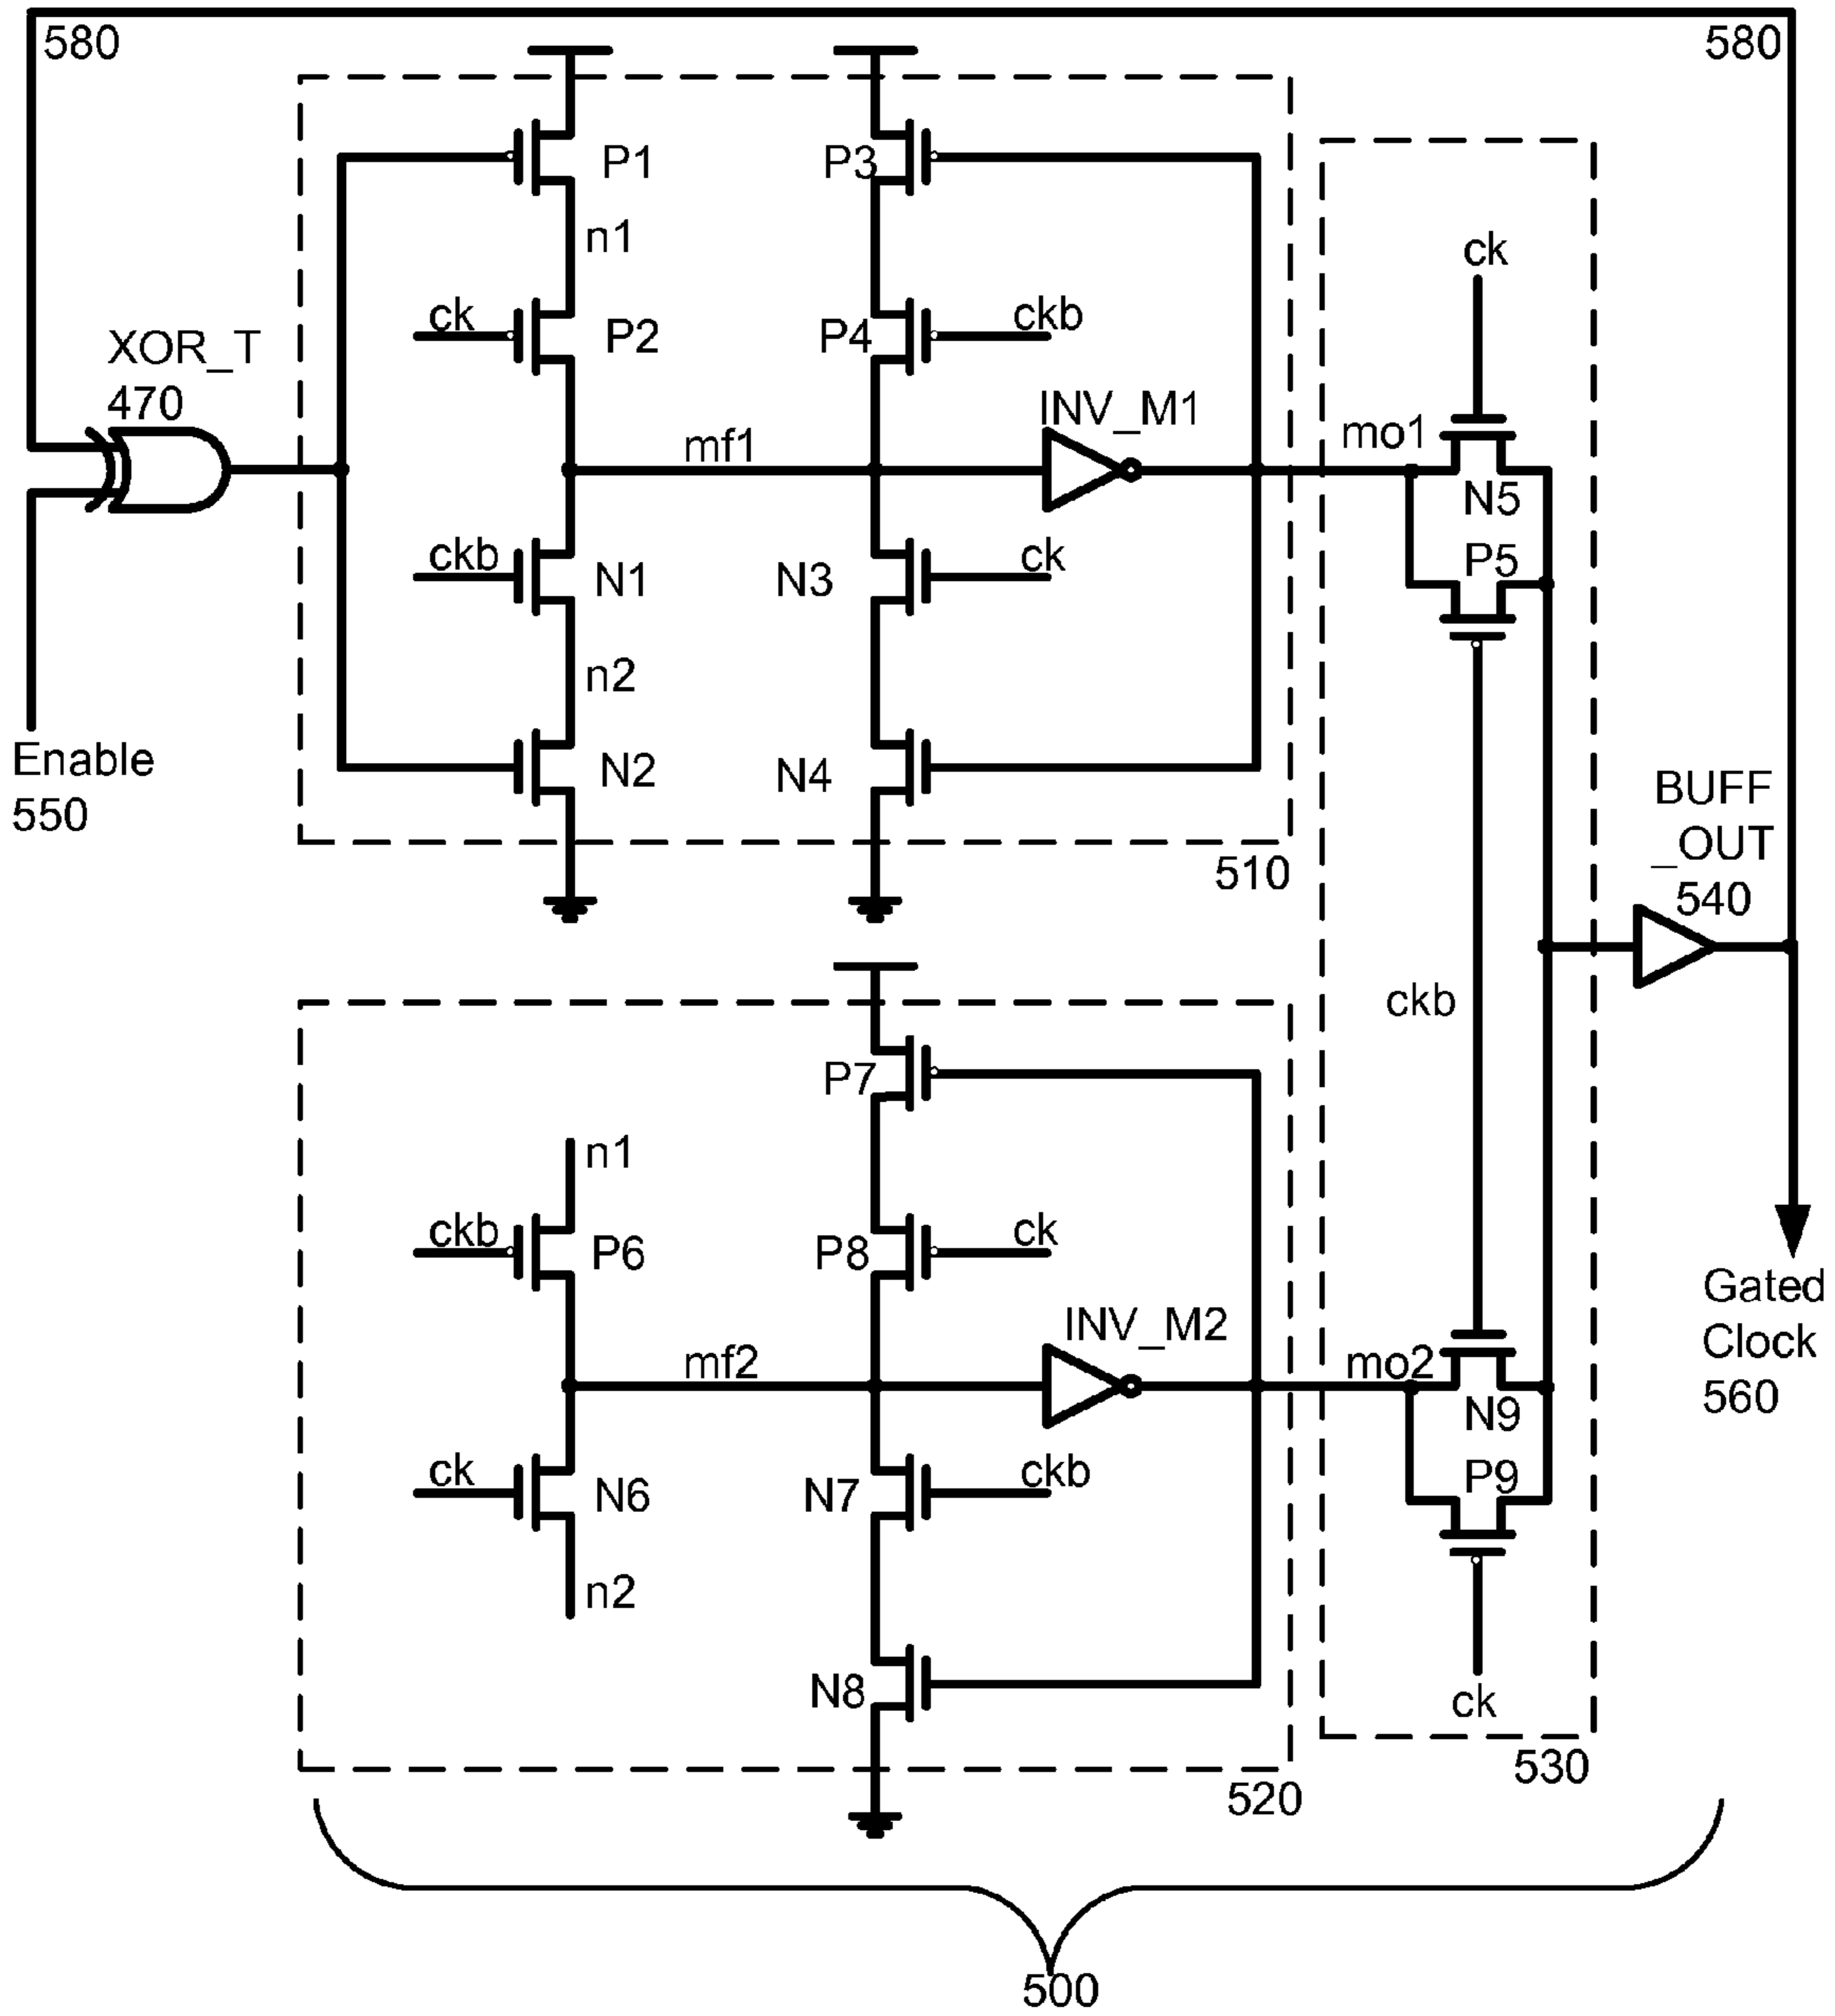 580
580
P1
P3
n1
ck
ck
P2
P4
ckb
XOR_T
470
INV_M1
mf1
mo1
N5
ckb
N1
N3
ck
P5
n2
Enable
550
N2
N4
BUFF
_OUT
540
510
ckb
P7
n1
ckb
P6
P8
ck
INV_M2
Gated
Clock
560
mf2
mo2
N9
ck
N6
N7
ckb
P9
n2
N8
ck
530
520
500